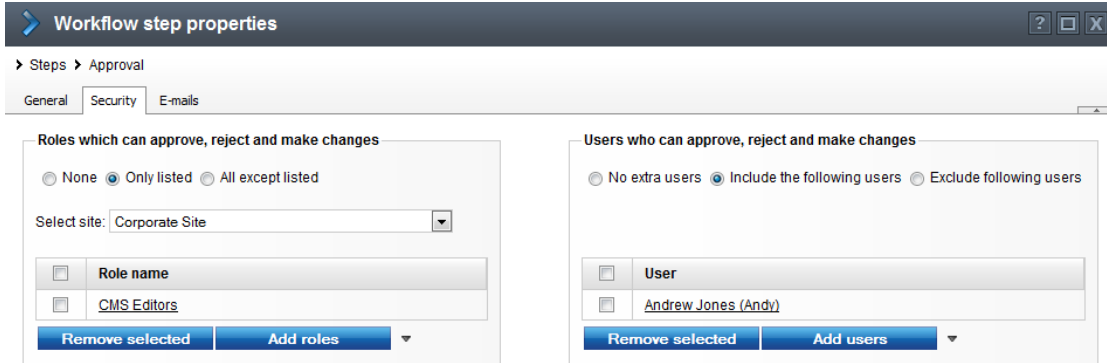 Workflow step properties
? X
Steps Approval
General Security E-mails
Roles which can approve, reject and make changes
None Only listed All except listed
Select site: Corporate Site
Role name
CMS Editors
Remove selected Add roles
Users who can approve, reject and make changes
No extra users Include the following users Exclude following users
User
Andrew Jones (Andy)
Remove selected Add users